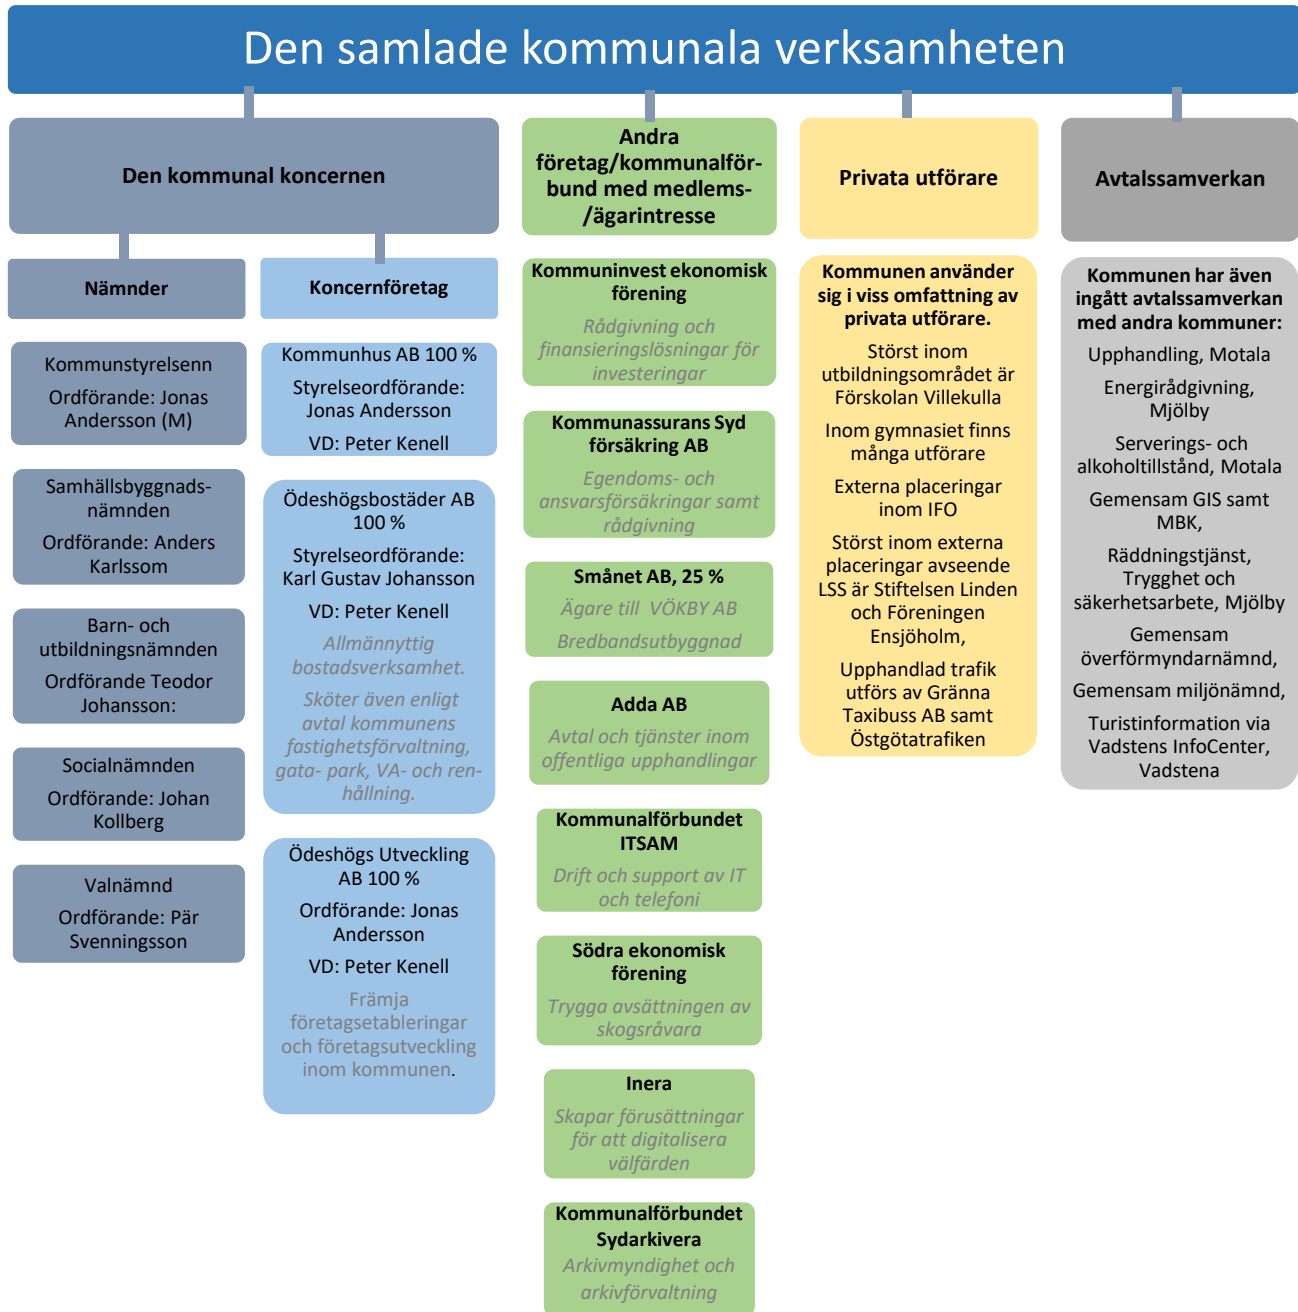 Den samlade kommunala verksamheten
Den kommunal koncernen
Nämnder
Kommunstyrelsenn
Ordförande: Jonas
Andersson (M)
Samhällsbyggnads-
nämnden
Ordförande: Anders
Karlssom
Barn- och
utbildningsnämnden
Ordförande Teodor
Johansson:
Socialnämnden
Ordförande: Johan
Kollberg
Valnämnd
Ordförande: Pär
Svenningsson
Koncernföretag
Kommunhus AB 100 %
Styrelseordförande:
Jonas Andersson
VD: Peter Kenell
Ödeshögsbostäder AB
100 %
Styrelseordförande:
Karl Gustav Johansson
VD: Peter Kenell
Allmännyttig
bostadsverksamhet.
Sköter även enligt
avtal kommunens
fastighetsförvaltning,
gata- park, VA- och ren-
hållning.
Ödeshögs Utveckling
AB 100 %
Ordförande: Jonas
Andersson
VD: Peter Kenell
Främja
företagsetableringar
och företagsutveckling
inom kommunen.
Andra
företag/kommunalför-
bund med medlems-
/ägarintresse
Kommuninvest ekonomisk
förening
Rådgivning och
finansieringslösningar för
investeringar
Kommunassurans Syd
försäkring AB
Egendoms- och
ansvarsförsäkringar samt
rådgivning
Smånet AB, 25 %
Ägare till VÖKBY AB
Bredbandsutbyggnad
Adda AB
Avtal och tjänster inom
offentliga upphandlingar
Kommunalförbundet
ITSAM
Drift och support av IT
och telefoni
Södra ekonomisk
förening
Trygga avsättningen av
skogsråvara
Inera
Skapar förusättningar
för att digitalisera
välfärden
Kommunalförbundet
Sydarkivera
Arkivmyndighet och
arkivförvaltning
Privata utförare
Kommunen använder
sig i viss omfattning av
privata utförare.
Störst inom
utbildningsområdet är
Förskolan Villekulla
Inom gymnasiet finns
många utförare
Externa placeringar
inom IFO
Störst inom externa
placeringar avseende
LSS är Stiftelsen Linden
och Föreningen
Ensjöholm,
Upphandlad trafik
utförs av Gränna
Taxibuss AB samt
Östgötatrafiken
Avtalssamverkan
Kommunen har även
ingått avtalssamverkan
med andra kommuner:
Upphandling, Motala
Energirådgivning,
Mjölby
Serverings- och
alkoholtillstånd, Motala
Gemensam GIS samt
MBK,
Räddningstjänst,
Trygghet och
säkerhetsarbete, Mjölby
Gemensam
överförmyndarnämnd,
Gemensam miljönämnd,
Turistinformation via
Vadstens InfoCenter,
Vadstena